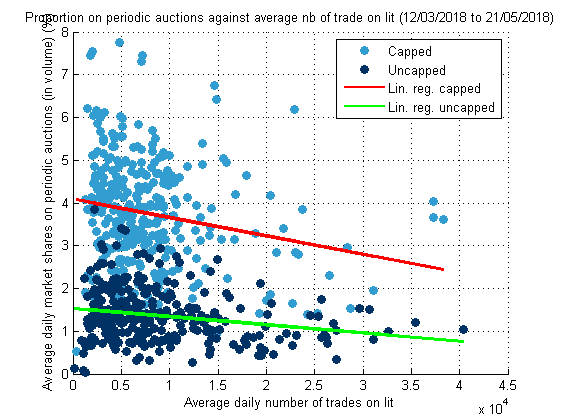 Proportion on periodic auctions against average nb of trade on lit (12/03/2018 to 21/05/2018)
Average daily market shares on periodic auctions (in volume) (%)
8
7
6
5
4
3
2
1
0
Capped
Uncapped
Lin. reg. capped
Lin. reg. uncapped
0 0.5 1 1.5 2 2.5 3 3.5 4 4.5
x 10^4
Average daily number of trades on lit